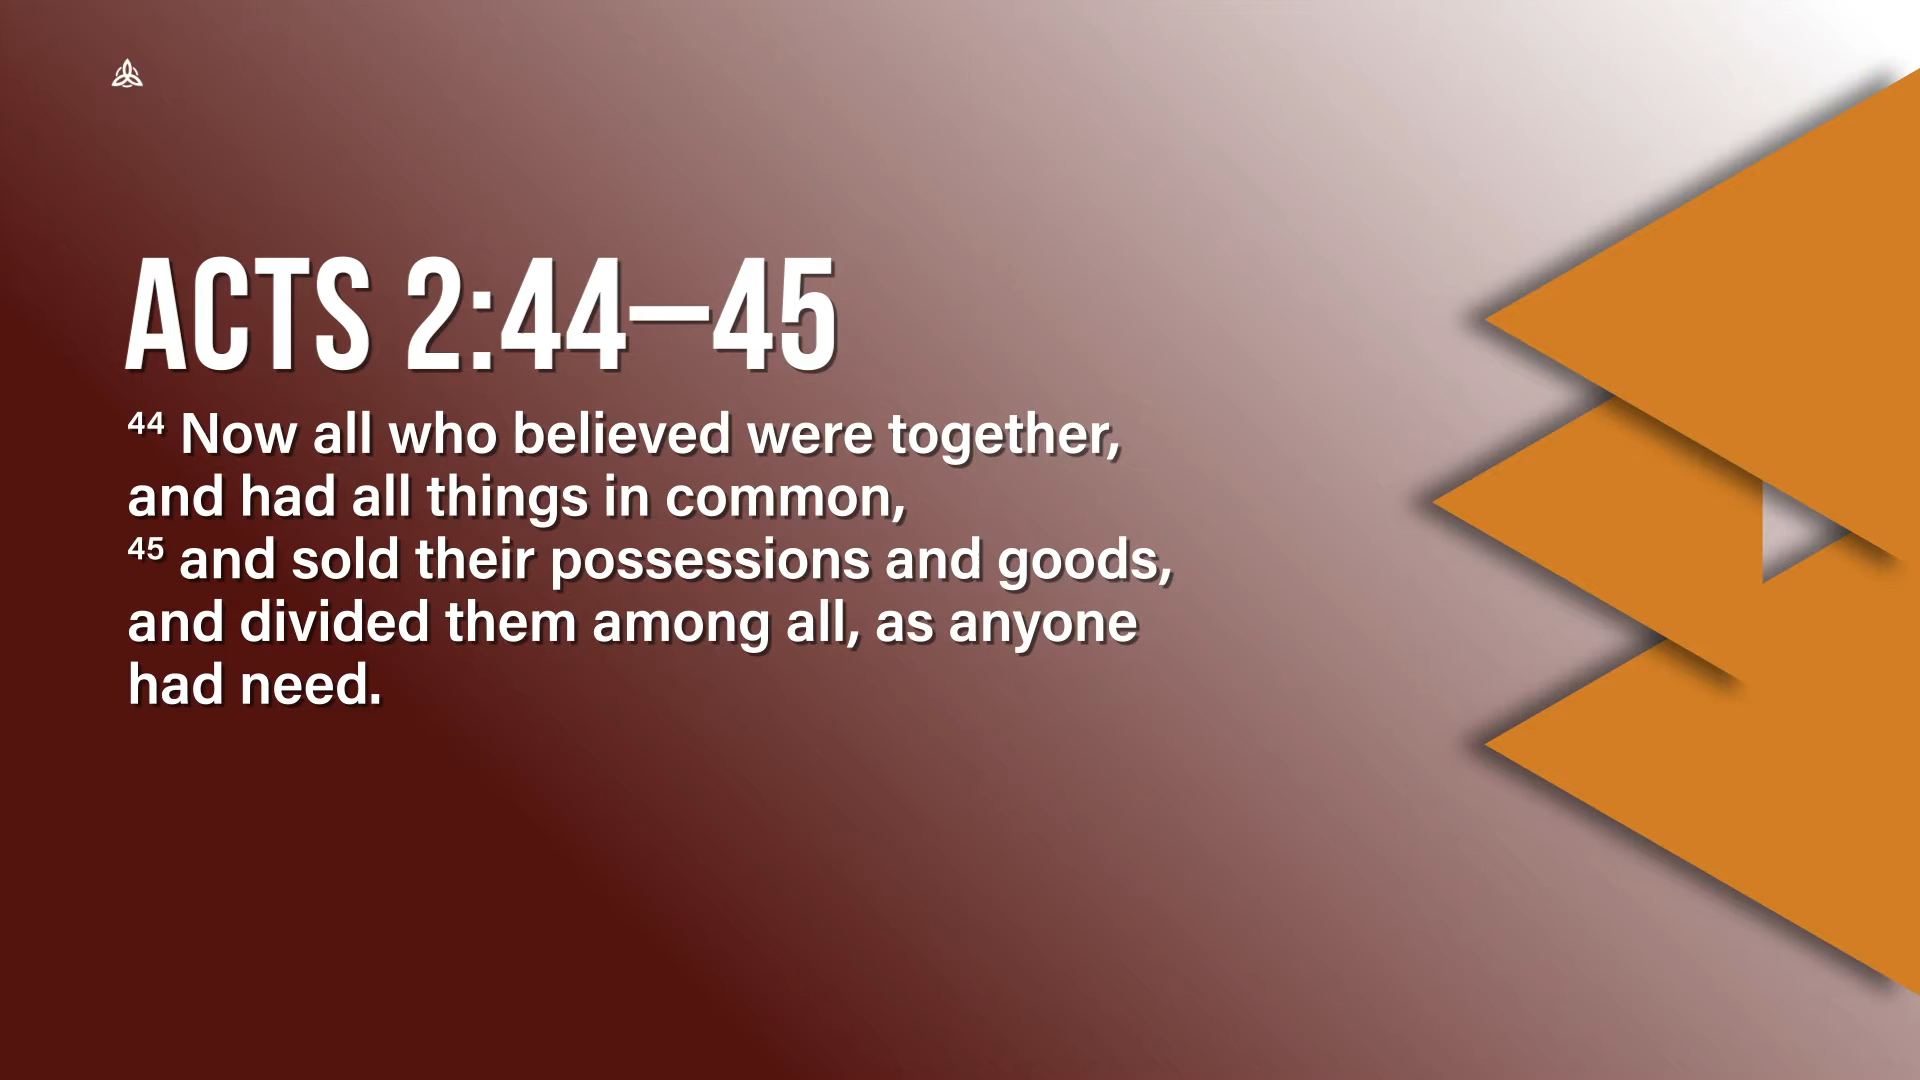 ACTS 2:44–45
⁴⁴ Now all who believed were together,
and had all things in common,
⁴⁵ and sold their possessions and goods,
and divided them among all, as anyone
had need.